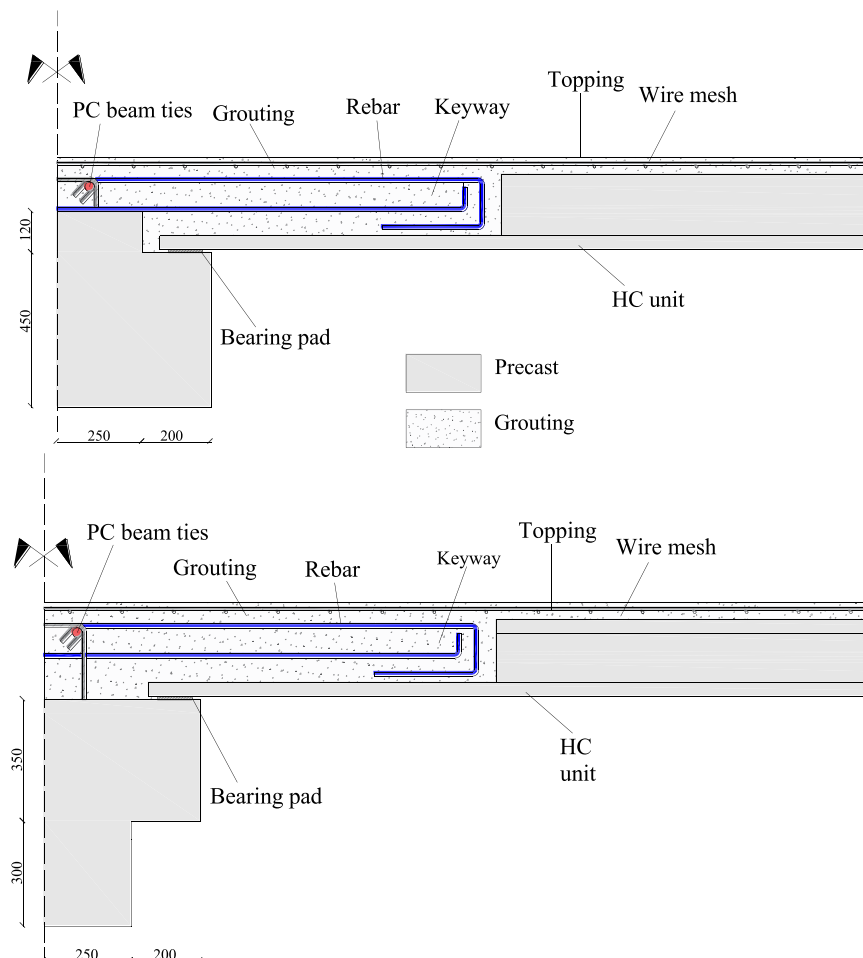 Topping
Wire mesh
PC beam ties
Grouting
Rebar
Keyway
120
HC unit
450
Bearing pad
Precast
Grouting
250
200
PC beam ties
Topping
Wire mesh
Grouting
Rebar
Keyway
350
HC
unit
Bearing pad
300
250
200